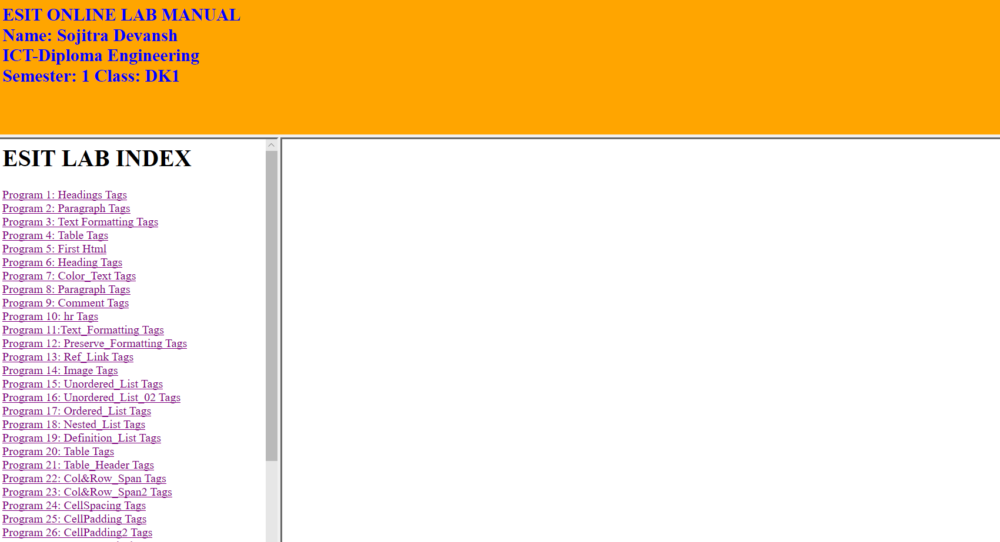 ESIT ONLINE LAB MANUAL
Name: Sojitra Devansh
ICT-Diploma Engineering
Semester: 1 Class: DK1
ESIT LAB INDEX
Program 1: Headings Tags
Program 2: Paragraph Tags
Program 3: Text Formatting Tags
Program 4: Table Tags
Program 5: First Html
Program 6: Heading Tags
Program 7: Color_Text Tags
Program 8: Paragraph Tags
Program 9: Comment Tags
Program 10: hr Tags
Program 11:Text_Formatting Tags
Program 12: Preserve_Formatting Tags
Program 13: Ref_Link Tags
Program 14: Image Tags
Program 15: Unordered_List Tags
Program 16: Unordered_List_02 Tags
Program 17: Ordered_List Tags
Program 18: Nested_List Tags
Program 19: Definition_List Tags
Program 20: Table Tags
Program 21: Table_Header Tags
Program 22: Col&Row_Span Tags
Program 23: Col&Row_Span2 Tags
Program 24: CellSpacing Tags
Program 25: CellPadding Tags
Program 26: CellPadding2 Tags